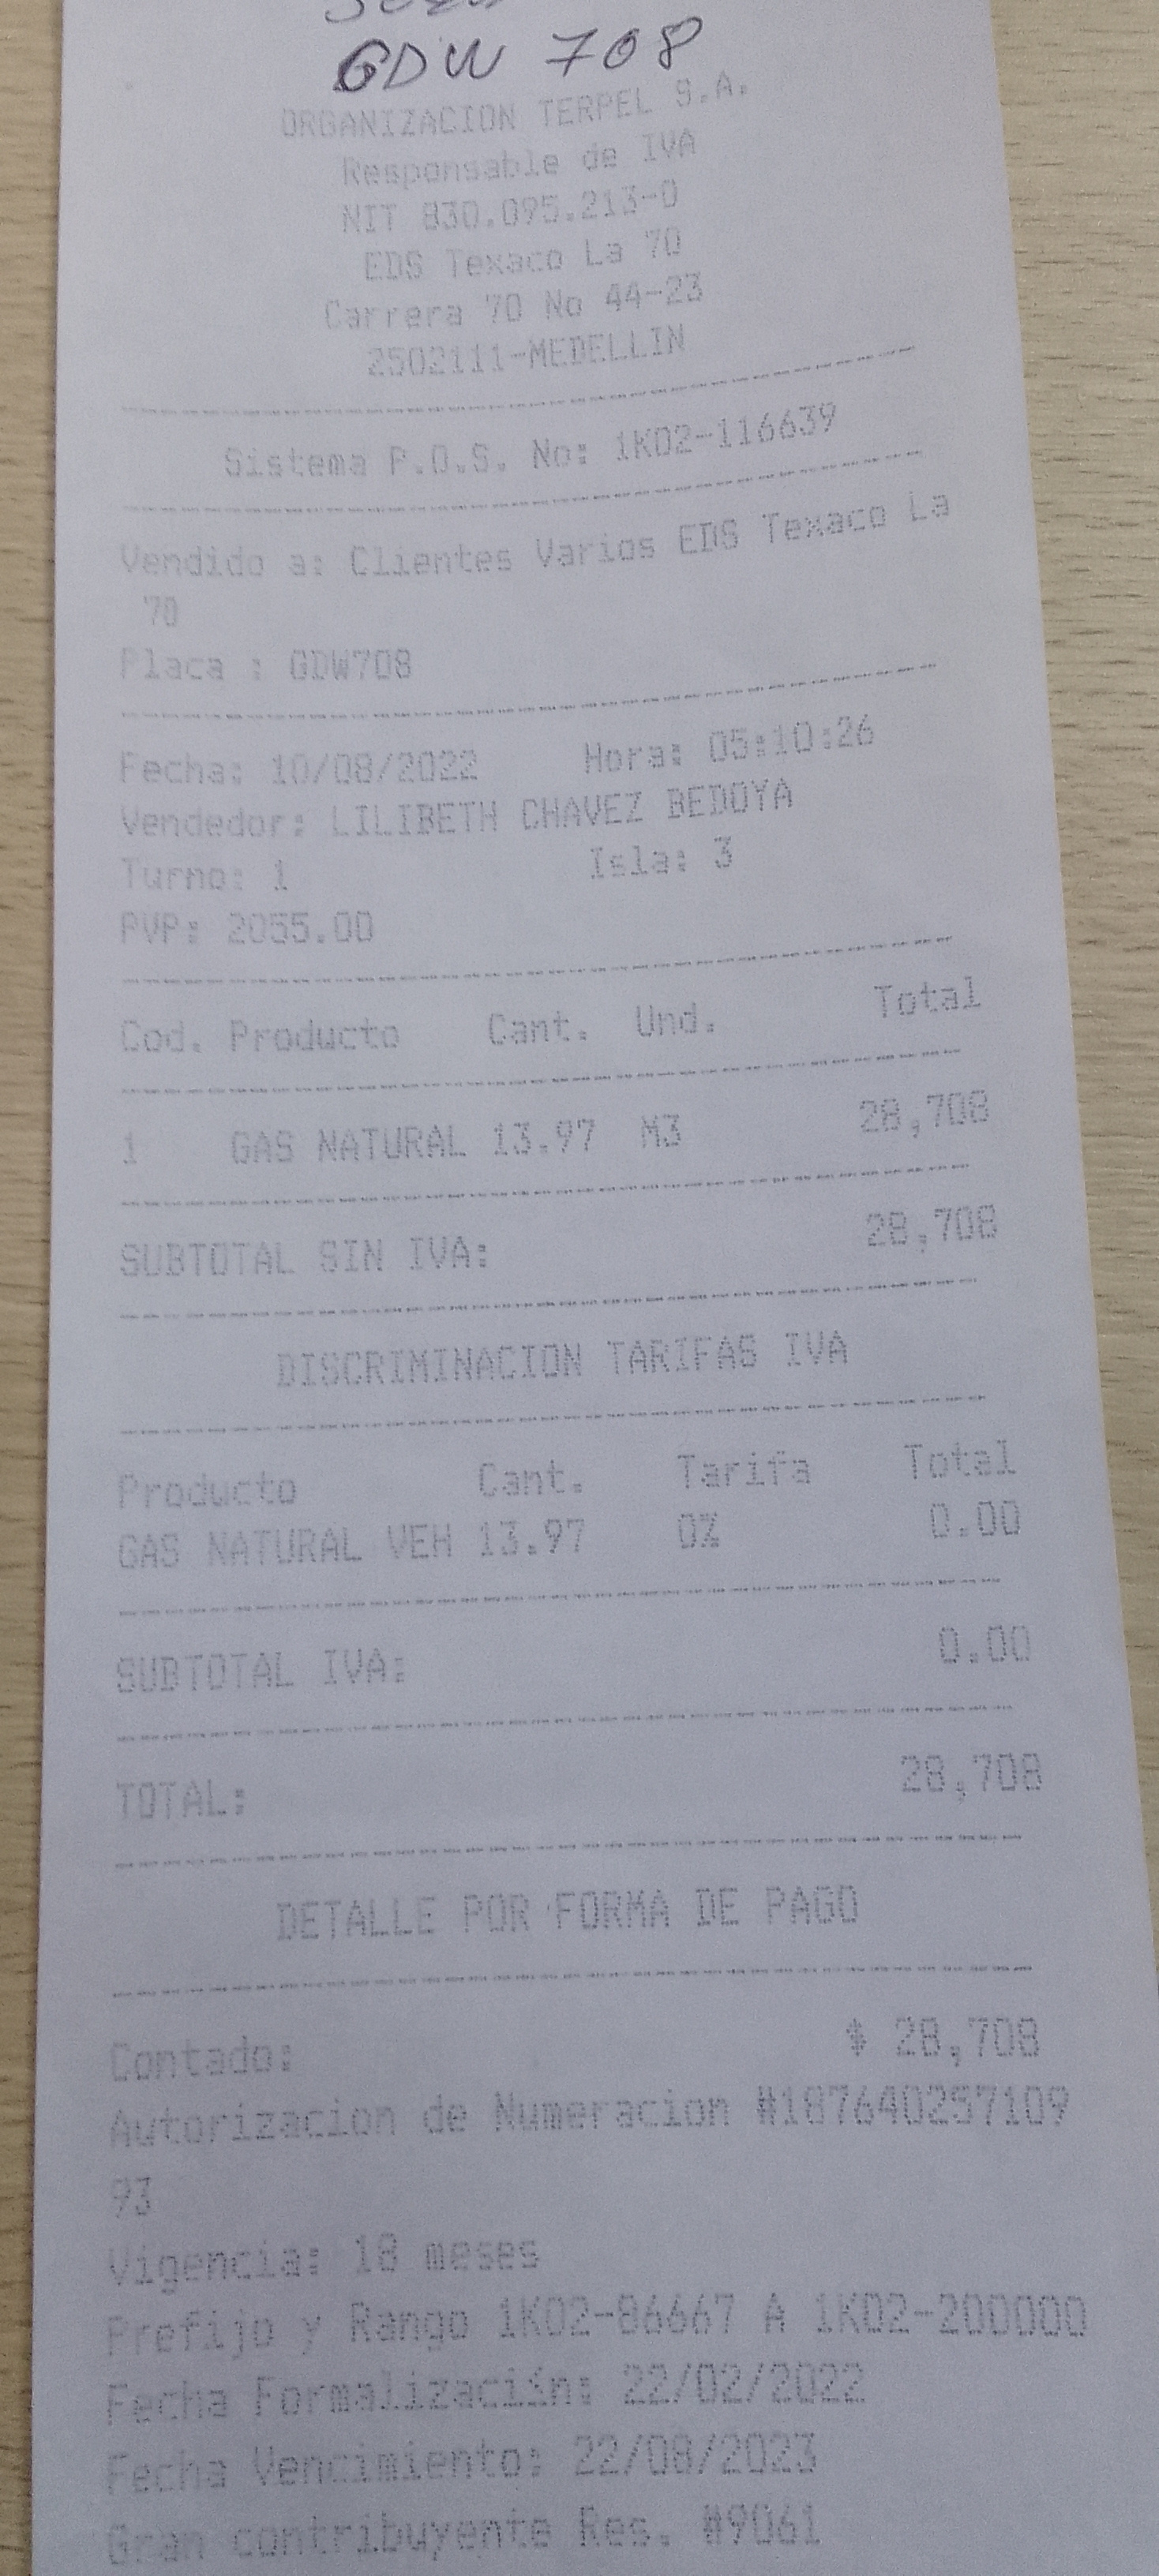 GDW 708
ORGANIZACION TERPEL S.A.
Responsable de IVA
NIT 830.095.213-0
EDS Texaco La 70
Carrera 70 No 44-23
2502111-MEDELLIN
Sistema P.O.S. No: 1K02-116639
Vendido a: Clientes Varios EDS Texaco La
70
Placa : GDW708
Fecha: 10/08/2022 Hora: 05:10:26
Vendedor: LILIBETH CHAVEZ BEDOYA
Turno: 1 Isla: 3
PVP: 2055.00
Cod. Producto Cant. Und. Total
1 GAS NATURAL 13.97 M3 28,708
SUBTOTAL SIN IVA: 28,708
DISCRIMINACION TARIFAS IVA
Producto Cant. Tarifa Total
GAS NATURAL VEH 13.97 0% 0.00
SUBTOTAL IVA: 0.00
TOTAL: 28,708
DETALLE POR FORMA DE PAGO
Contado: $ 28,708
Autorizacion de Numeracion #187640257109
93
Vigencia: 18 meses
Prefijo y Rango 1K02-86667 A 1K02-200000
Fecha Formalizaciín: 22/02/2022
Fecha Vencimiento: 22/08/2023
Gran contribuyente Res. #9061